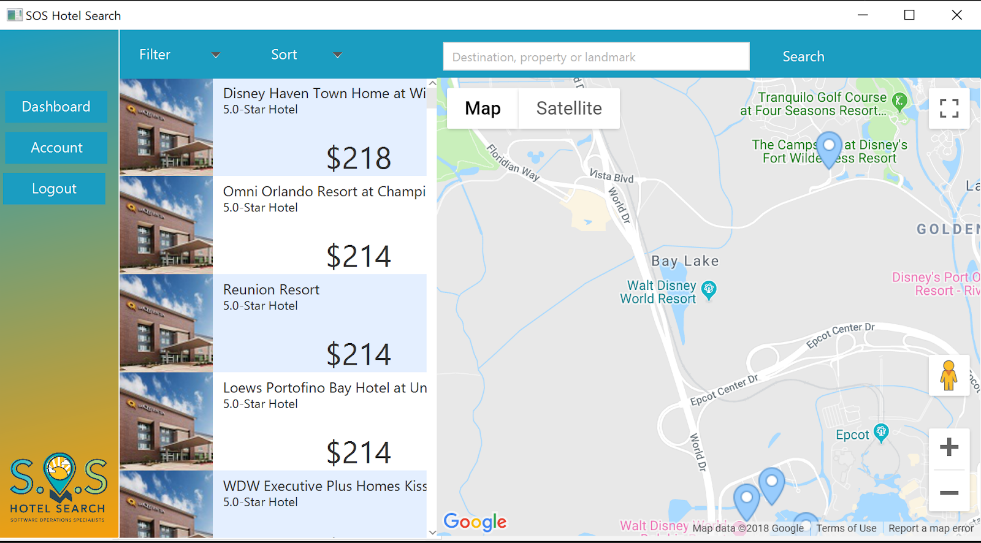 SOS Hotel Search
Filter
Sort
Destination, property or landmark
Search
Dashboard
Account
Logout
S.O.S
HOTEL SEARCH
SOFTWARE OPERATIONS SPECIALISTS
Disney Haven Town Home at Wi
5.0-Star Hotel
$218
Omni Orlando Resort at Champi
5.0-Star Hotel
$214
Reunion Resort
5.0-Star Hotel
$214
Loews Portofino Bay Hotel at Un
5.0-Star Hotel
$214
WDW Executive Plus Homes Kiss
5.0-Star Hotel
Map
Satellite
Tranquilo Golf Course
at Four Seasons Resort...
The Camps at Disney's
Fort Wilderness Resort
Floridian Way
Vista Blvd
World Dr
La
GOLDEN
Bay Lake
Walt Disney
World Resort
Disney's Port O
Resort - Riv
Epcot Center Dr
Epcot Center Dr
World Dr
Epcot
Walt Disney
Google
Map data ©2018 Google
Terms of Use
Report a map error